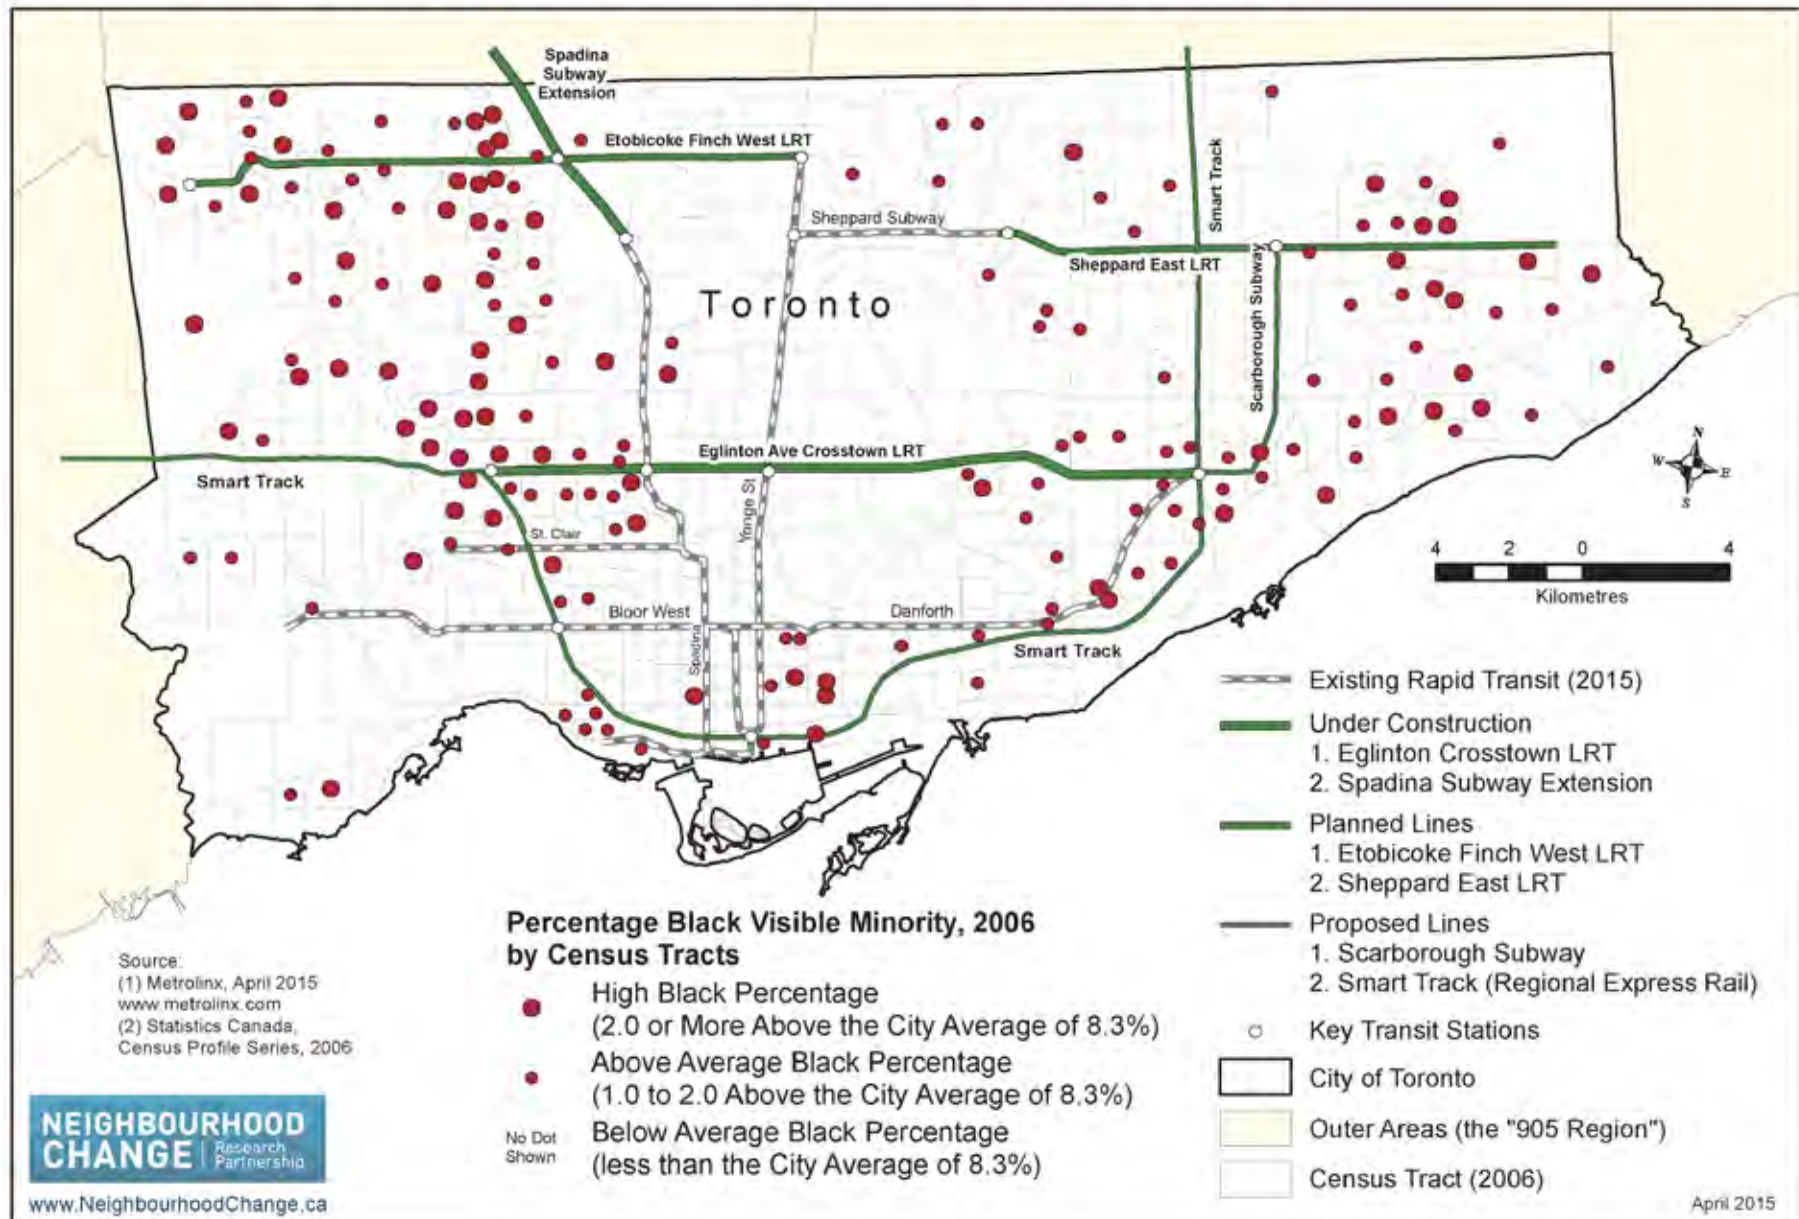 Spadina
Subway
Extension
Etobicoke Finch West LRT
Smart Track
Sheppard Subway
Sheppard East LRT
Scarborough Subway
Toronto
Eglinton Ave Crosstown LRT
Smart Track
Yonge St
St. Clair
Bloor West
Danforth
Spadina
Smart Track
N
W
E
S
4 2 0 4
Kilometres
Existing Rapid Transit (2015)
Under Construction
1. Eglinton Crosstown LRT
2. Spadina Subway Extension
Planned Lines
1. Etobicoke Finch West LRT
2. Sheppard East LRT
Proposed Lines
1. Scarborough Subway
2. Smart Track (Regional Express Rail)
Key Transit Stations
City of Toronto
Outer Areas (the "905 Region")
Census Tract (2006)
Percentage Black Visible Minority, 2006
by Census Tracts
High Black Percentage
(2.0 or More Above the City Average of 8.3%)
Above Average Black Percentage
(1.0 to 2.0 Above the City Average of 8.3%)
No Dot
Shown
Below Average Black Percentage
(less than the City Average of 8.3%)
Source:
(1) Metrolinx, April 2015
www.metrolinx.com
(2) Statistics Canada,
Census Profile Series, 2006
NEIGHBOURHOOD
CHANGE
Research
Partnership
www.NeighbourhoodChange.ca
April 2015